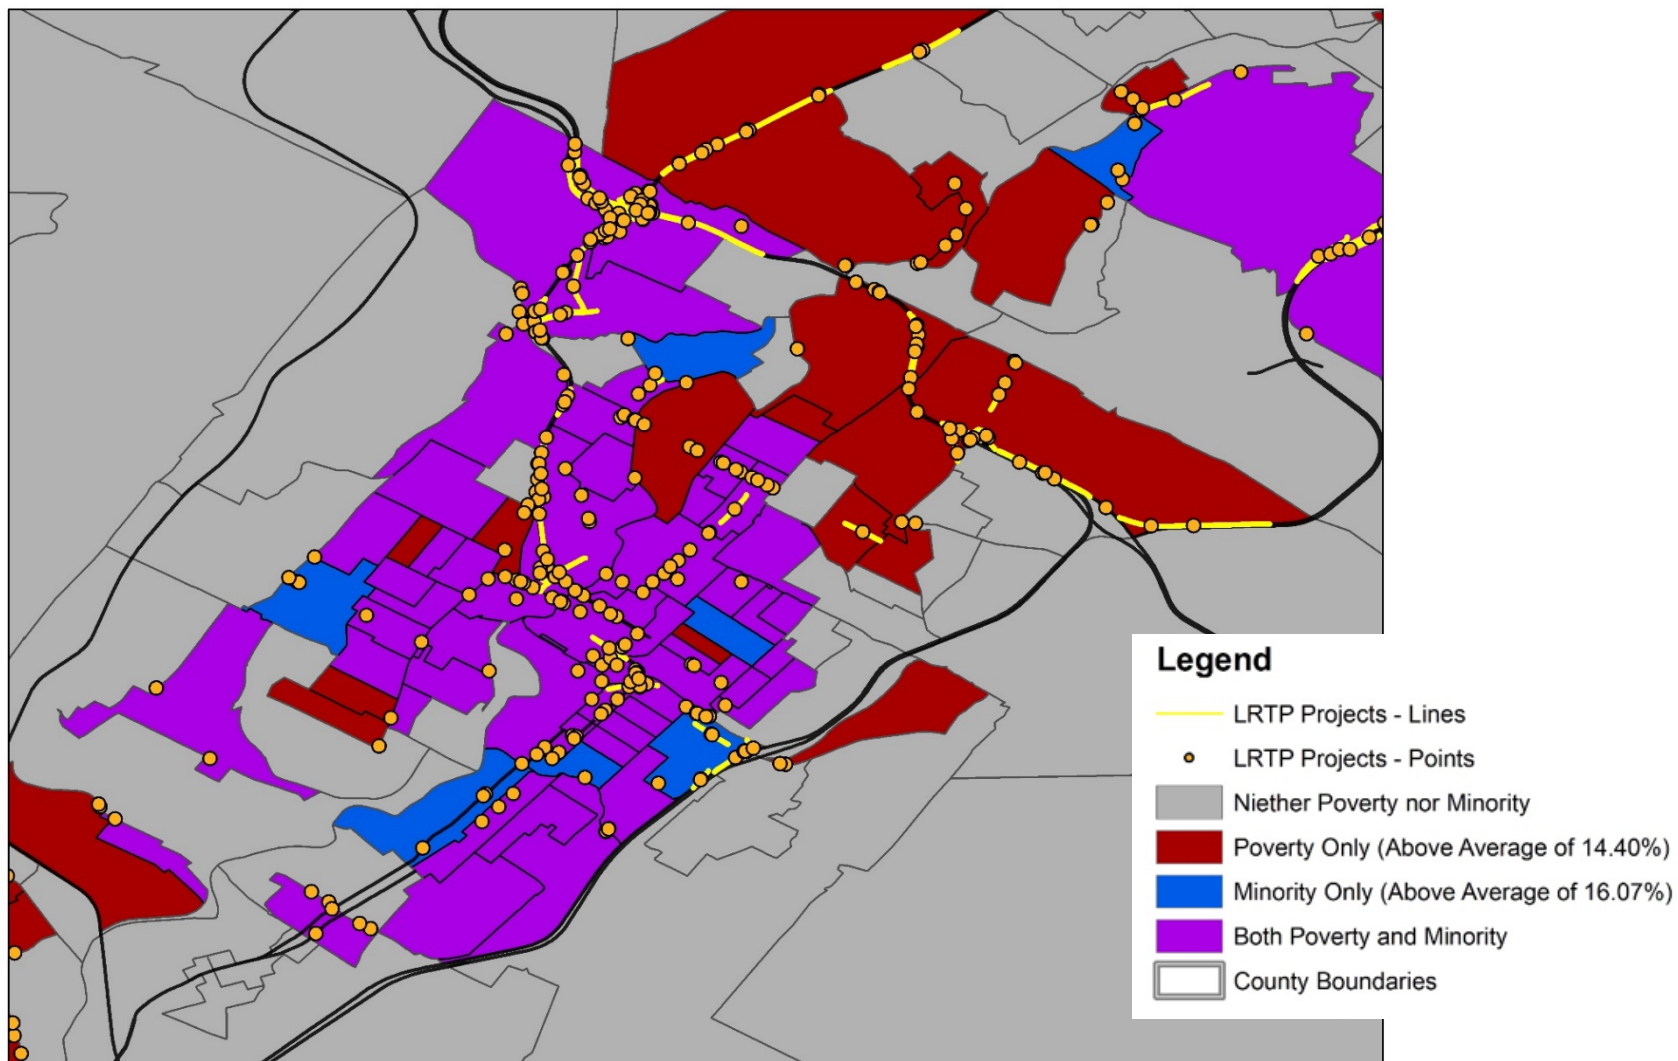 Legend
LRTP Projects - Lines
LRTP Projects - Points
Niether Poverty nor Minority
Poverty Only (Above Average of 14.40%)
Minority Only (Above Average of 16.07%)
Both Poverty and Minority
County Boundaries